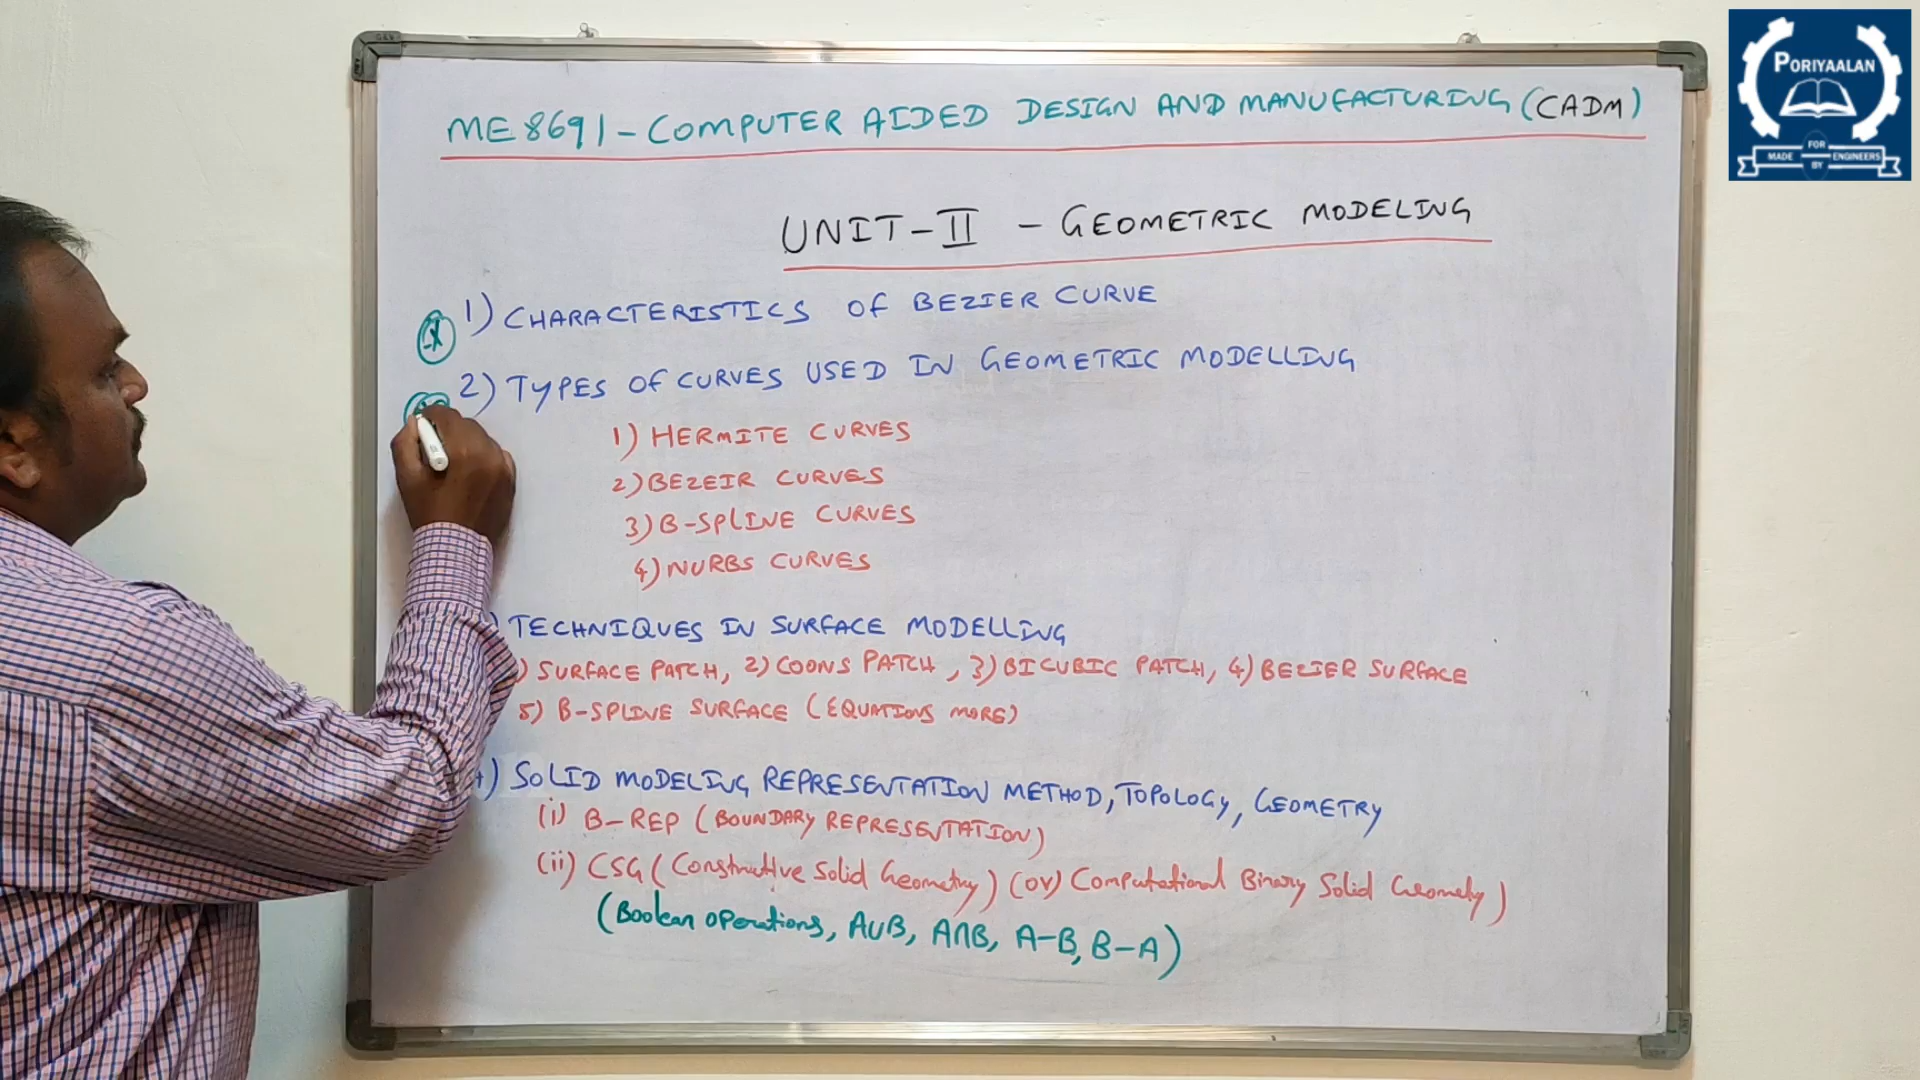 PORIYAALAN
MADE FOR BY ENGINEERS
ME8691-COMPUTER AIDED DESIGN AND MANUFACTURING (CADM)
UNIT-II - GEOMETRIC MODELING
1) CHARACTERISTICS OF BEZIER CURVE
2) TYPES OF CURVES USED IN GEOMETRIC MODELLING
1) HERMITE CURVES
2) BEZEIR CURVES
3) B-SPLINE CURVES
4) NURBS CURVES
) TECHNIQUES IN SURFACE MODELLING
) SURFACE PATCH, 2) COONS PATCH, 3) BICUBIC PATCH, 4) BEZIER SURFACE
5) B-SPLINE SURFACE (EQUATIONS MORE)
4) SOLID MODELING REPRESENTATION METHOD, TOPOLOGY, GEOMETRY
(i) B-REP (BOUNDARY REPRESENTATION)
(ii) CSG (Constructive Solid Geometry) (or) Computational Binary Solid Geometry)
(Boolean operations, A∪B, A∩B, A-B, B-A)